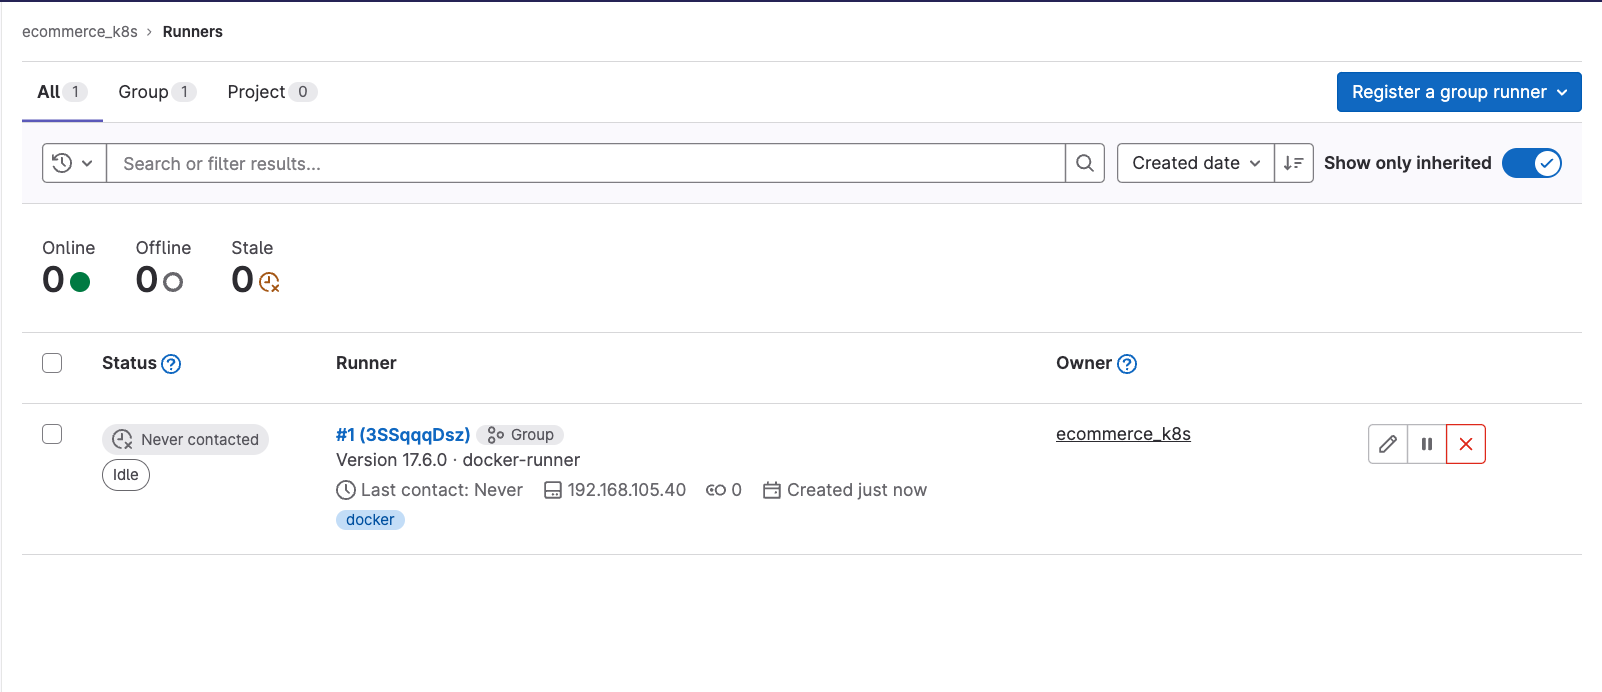 ecommerce_k8s › Runners
All 1 Group 1 Project 0 Register a group runner
Search or filter results... Created date Show only inherited
Online Offline Stale
0 0 0
Status ? Runner Owner ?
Never contacted #1 (3SSqqqDsz) Group ecommerce_k8s
Version 17.6.0 · docker-runner
Idle Last contact: Never 192.168.105.40 0 Created just now
docker